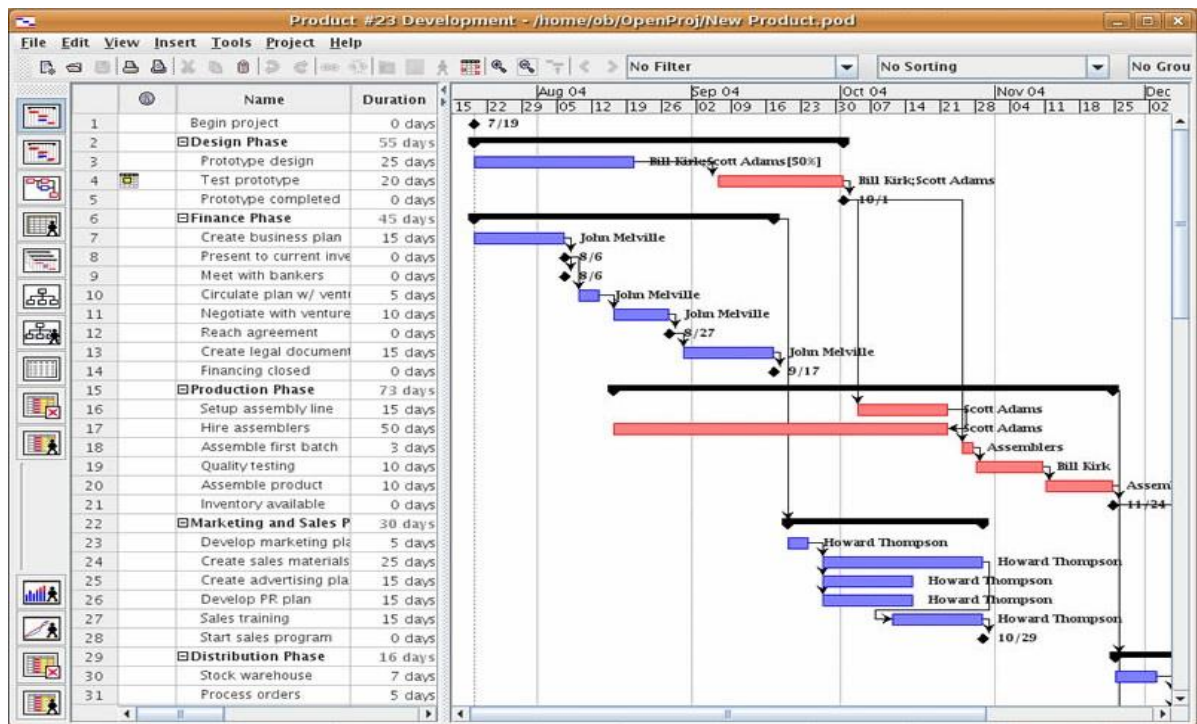 Product #23 Development - /home/ob/OpenProj/New Product.pod
File Edit View Insert Tools Project Help
No Filter No Sorting No Grou
Name Duration
Aug 04 Sep 04 Oct 04 Nov 04 Dec
15 22 29 05 12 19 26 02 09 16 23 30 07 14 21 28 04 11 18 25 02
1 Begin project 0 days 7/19
2 Design Phase 55 days
3 Prototype design 25 days Bill Kirk;Scott Adams[50%]
4 Test prototype 20 days Bill Kirk;Scott Adams
5 Prototype completed 0 days 10/1
6 Finance Phase 45 days
7 Create business plan 15 days John Melville
8 Present to current inve 0 days 8/6
9 Meet with bankers 0 days 8/6
10 Circulate plan w/ ventu 5 days John Melville
11 Negotiate with venture 10 days John Melville
12 Reach agreement 0 days 8/27
13 Create legal document 15 days John Melville
14 Financing closed 0 days 9/17
15 Production Phase 73 days
16 Setup assembly line 15 days Scott Adams
17 Hire assemblers 50 days Scott Adams
18 Assemble first batch 3 days Assemblers
19 Quality testing 10 days Bill Kirk
20 Assemble product 10 days Assem
21 Inventory available 0 days 11/24
22 Marketing and Sales P 30 days
23 Develop marketing pla 5 days Howard Thompson
24 Create sales materials 25 days Howard Thompson
25 Create advertising pla 15 days Howard Thompson
26 Develop PR plan 15 days Howard Thompson
27 Sales training 15 days Howard Thompson
28 Start sales program 0 days 10/29
29 Distribution Phase 16 days
30 Stock warehouse 7 days
31 Process orders 5 days